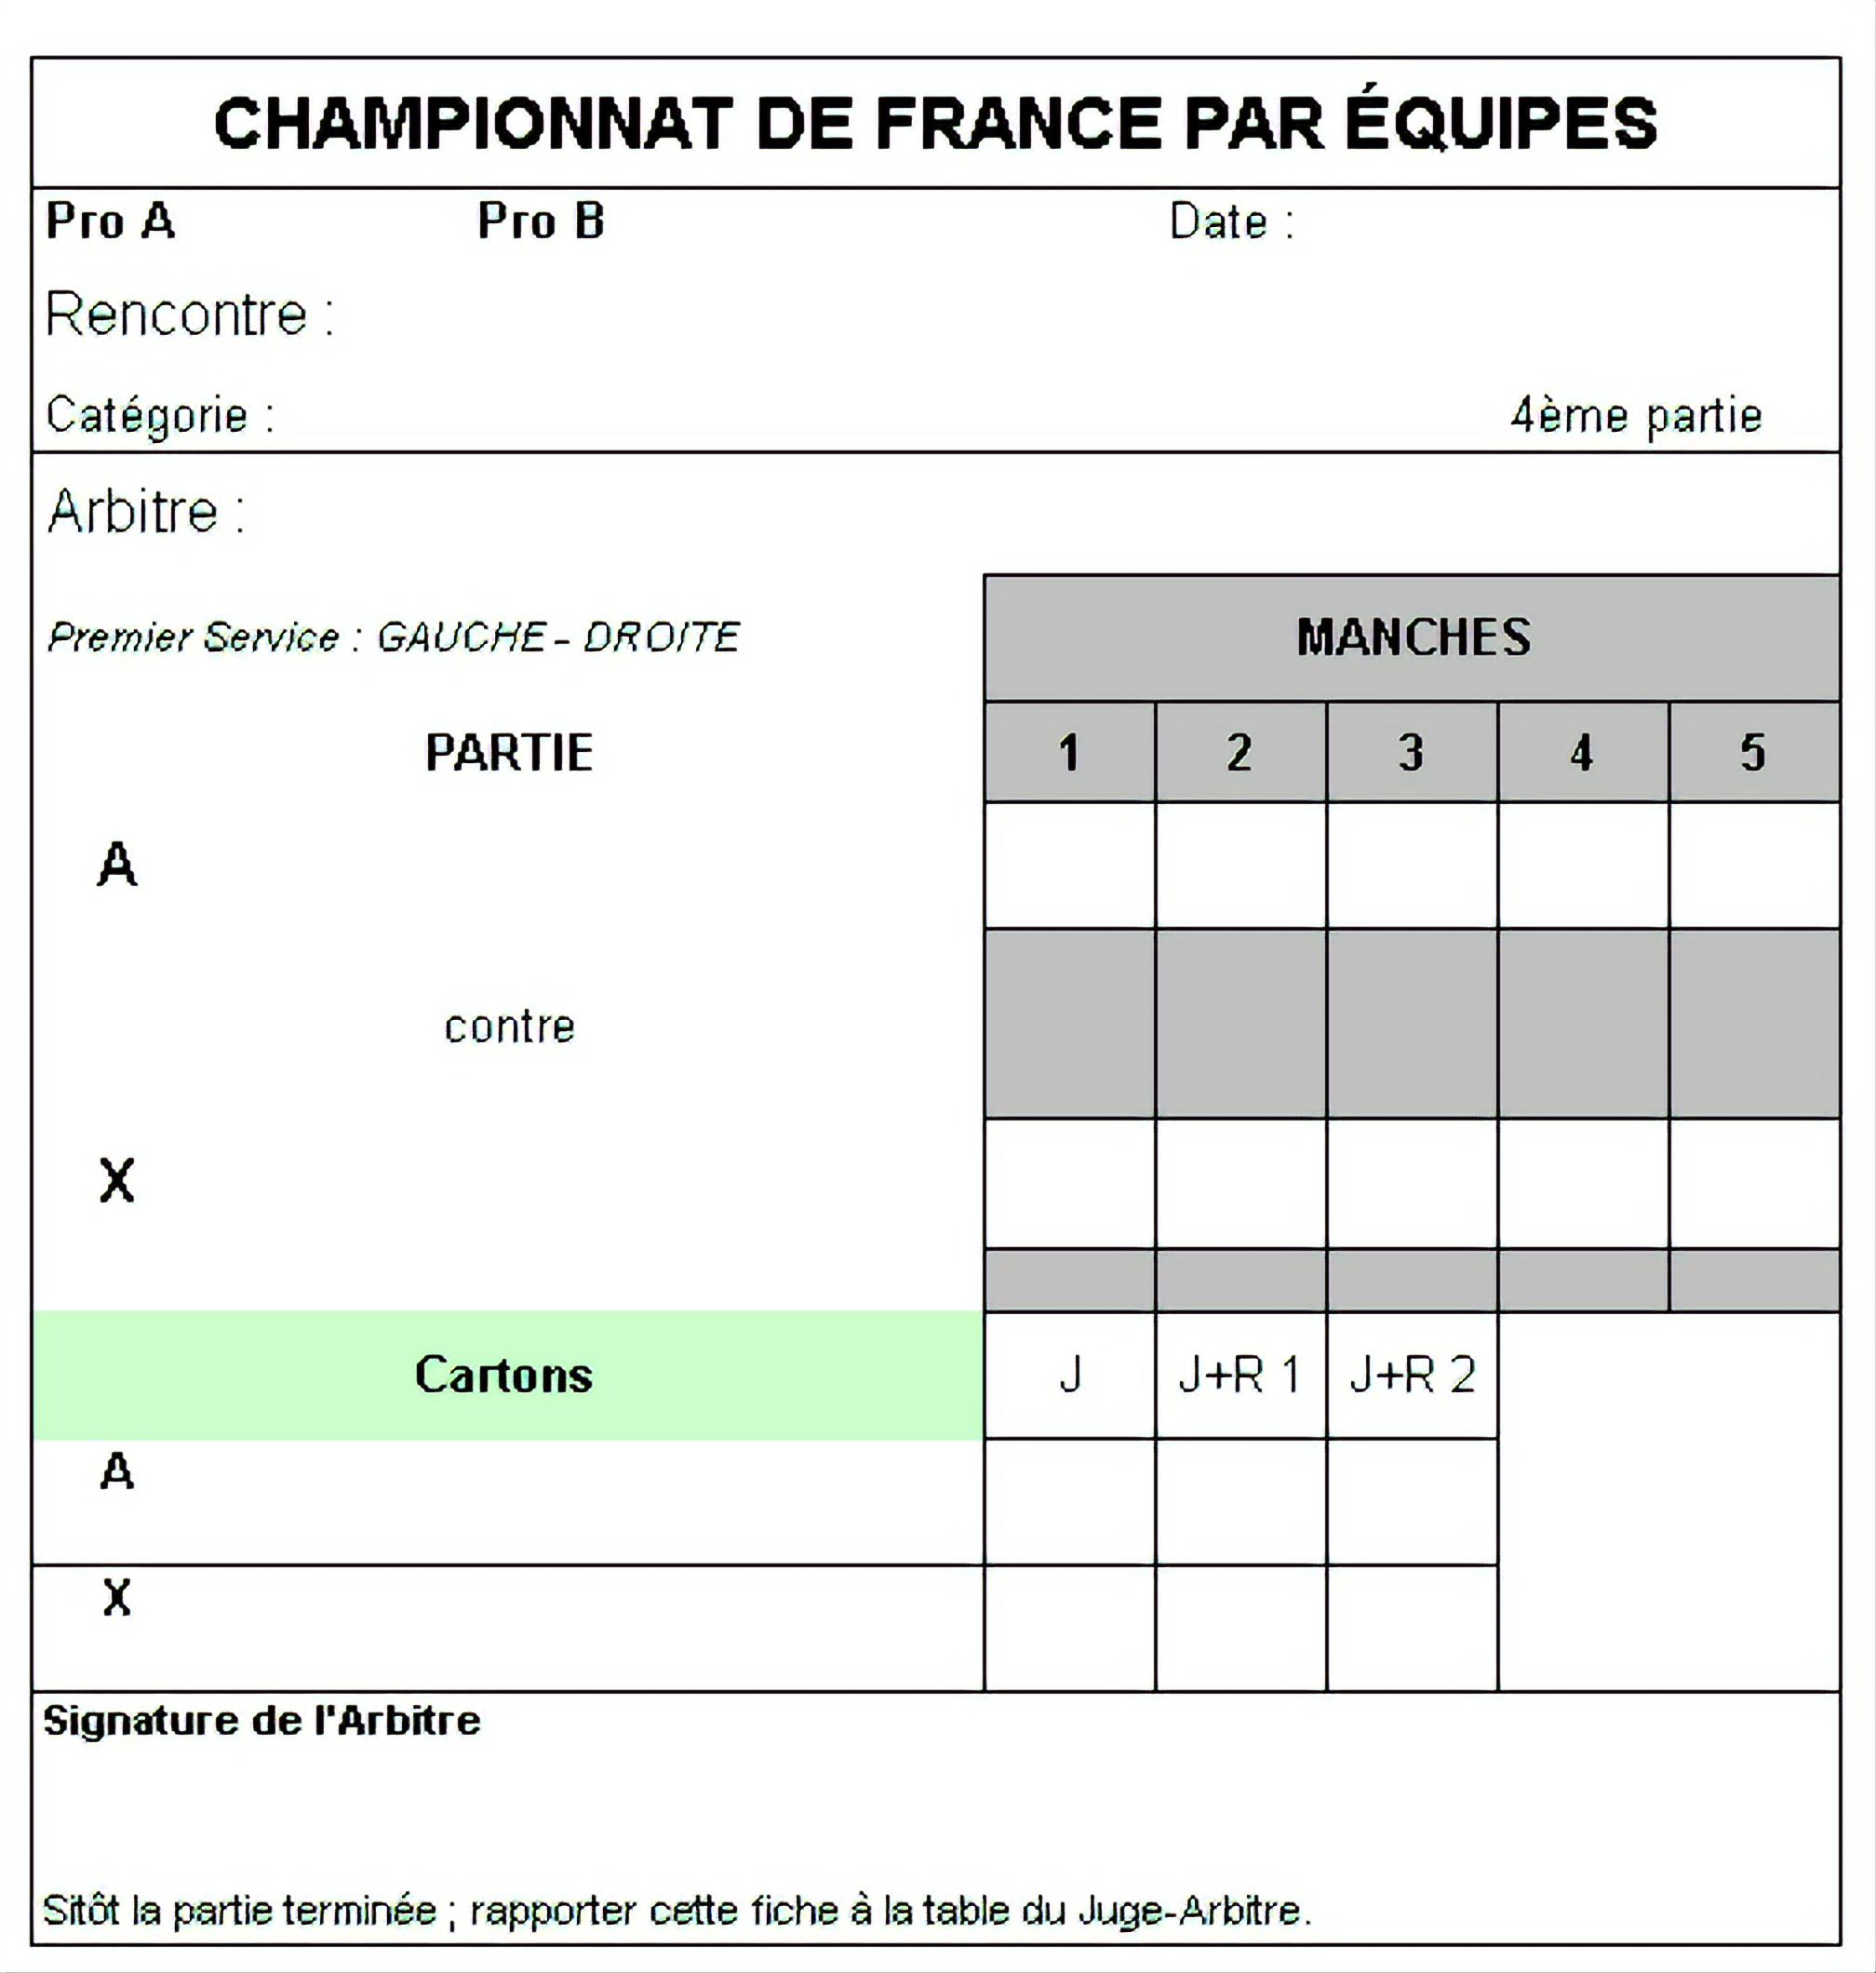 CHAMPIONNAT DE FRANCE PAR ÉQUIPES
Pro A Pro B Date :
Rencontre :
Catégorie : 4ème partie
Arbitre :
Premier Service : GAUCHE - DROITE
MANCHES
PARTIE 1 2 3 4 5
A
contre
X
Cartons J J+R 1 J+R 2
A
X
Signature de l'Arbitre
Sitôt la partie terminée ; rapporter cette fiche à la table du Juge-Arbitre.